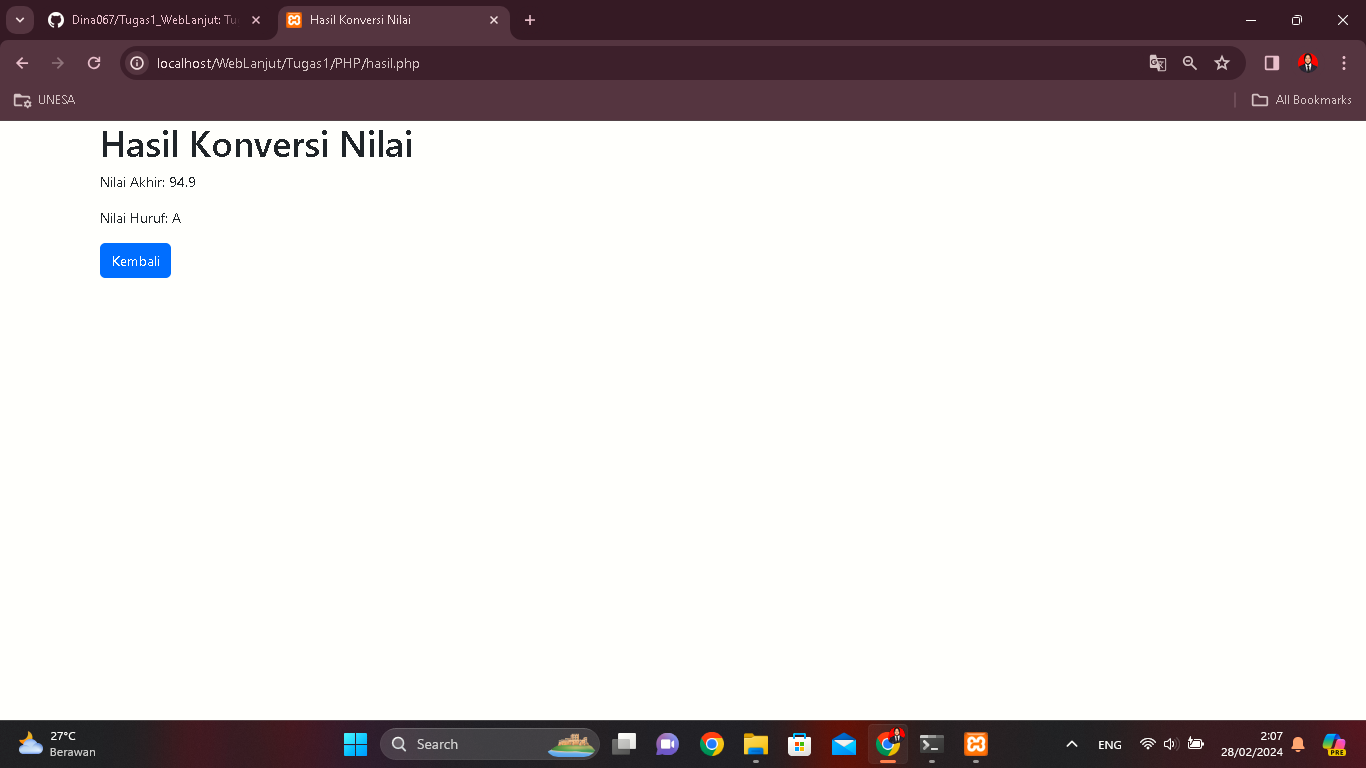 Dina067/Tugas1_WebLanjut: Tu
Hasil Konversi Nilai
localhost/WebLanjut/Tugas1/PHP/hasil.php
UNESA
All Bookmarks
Hasil Konversi Nilai
Nilai Akhir: 94.9
Nilai Huruf: A
Kembali
27°C
Berawan
Search
ENG
2:07
28/02/2024
PRE